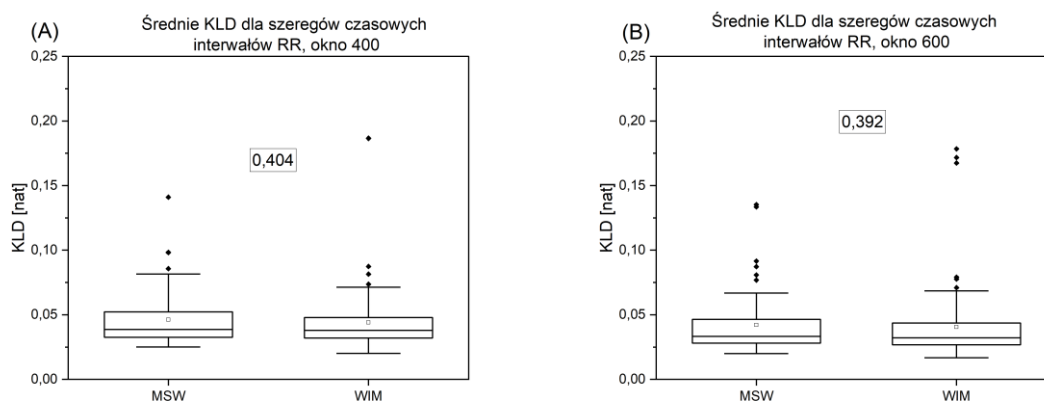 (A)
Średnie KLD dla szeregów czasowych
interwałów RR, okno 400
0,25
0,20
0,15
0,10
0,05
0,00
KLD [nat]
0,404
MSW
WIM
(B)
Średnie KLD dla szeregów czasowych
interwałów RR, okno 600
0,25
0,20
0,15
0,10
0,05
0,00
KLD [nat]
0,392
MSW
WIM